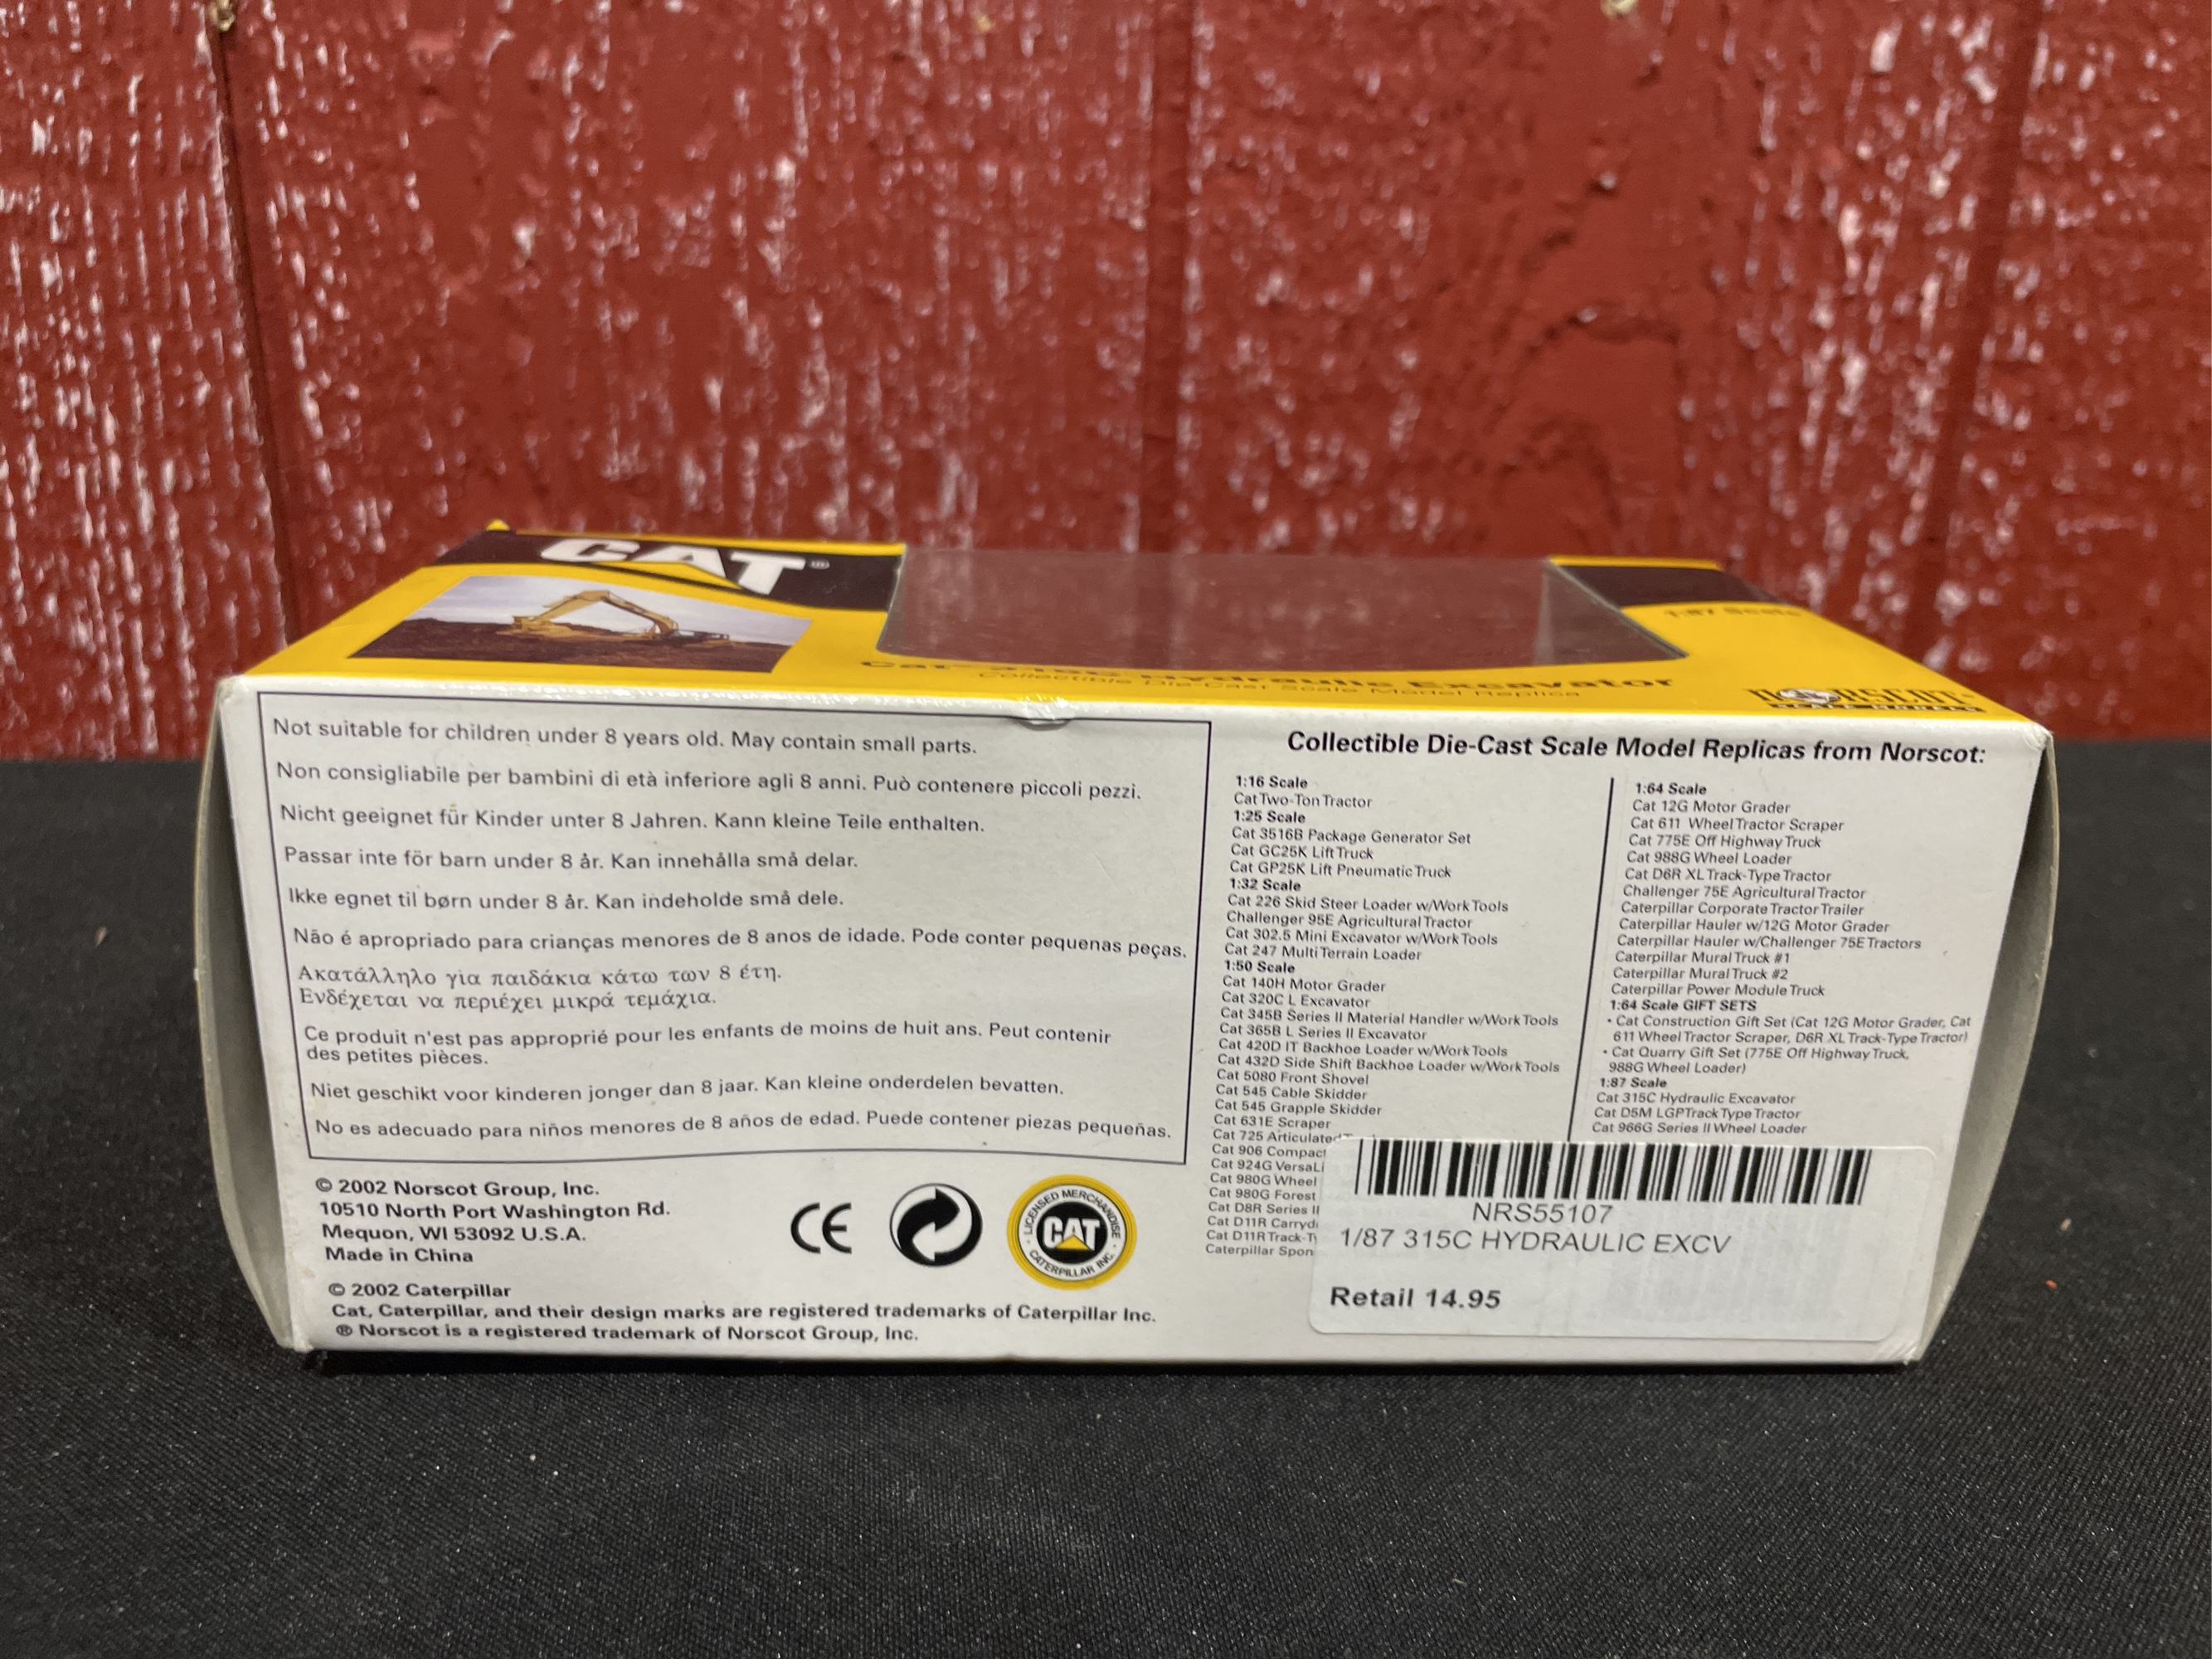 CAT®
1:87 Scale
Cat 315C Hydraulic Excavator
Collectible Die-Cast Scale Model Replica
NORSCOT
SCALE MODELS
Not suitable for children under 8 years old. May contain small parts.
Non consigliabile per bambini di età inferiore agli 8 anni. Può contenere piccoli pezzi.
Nicht geeignet für Kinder unter 8 Jahren. Kann kleine Teile enthalten.
Passar inte för barn under 8 år. Kan innehålla små delar.
Ikke egnet til børn under 8 år. Kan indeholde små dele.
Não é apropriado para crianças menores de 8 anos de idade. Pode conter pequenas peças.
Ακατάλληλο για παιδάκια κάτω των 8 έτη.
Ενδέχεται να περιέχει μικρά τεμάχια.
Ce produit n'est pas approprié pour les enfants de moins de huit ans. Peut contenir
des petites pièces.
Niet geschikt voor kinderen jonger dan 8 jaar. Kan kleine onderdelen bevatten.
No es adecuado para niños menores de 8 años de edad. Puede contener piezas pequeñas.
© 2002 Norscot Group, Inc.
10510 North Port Washington Rd.
Mequon, WI 53092 U.S.A.
Made in China
© 2002 Caterpillar
Cat, Caterpillar, and their design marks are registered trademarks of Caterpillar Inc.
® Norscot is a registered trademark of Norscot Group, Inc.
CE
LICENSED MERCHANDISE
CAT
CATERPILLAR INC.
Collectible Die-Cast Scale Model Replicas from Norscot:
1:16 Scale
Cat Two-Ton Tractor
1:25 Scale
Cat 3516B Package Generator Set
Cat GC25K Lift Truck
Cat GP25K Lift Pneumatic Truck
1:32 Scale
Cat 226 Skid Steer Loader w/Work Tools
Challenger 95E Agricultural Tractor
Cat 302.5 Mini Excavator w/Work Tools
Cat 247 Multi Terrain Loader
1:50 Scale
Cat 140H Motor Grader
Cat 320C L Excavator
Cat 345B Series II Material Handler w/Work Tools
Cat 365B L Series II Excavator
Cat 420D IT Backhoe Loader w/Work Tools
Cat 432D Side Shift Backhoe Loader w/Work Tools
Cat 5080 Front Shovel
Cat 545 Cable Skidder
Cat 545 Grapple Skidder
Cat 631E Scraper
Cat 725 Articulated
Cat 906 Compact
Cat 924G VersaLi
Cat 980G Wheel
Cat 980G Forest
Cat D8R Series II
Cat D11R Carryd
Cat D11R Track-T
Caterpillar Spon
1:64 Scale
Cat 12G Motor Grader
Cat 611 Wheel Tractor Scraper
Cat 775E Off Highway Truck
Cat 988G Wheel Loader
Cat D6R XL Track-Type Tractor
Challenger 75E Agricultural Tractor
Caterpillar Corporate Tractor Trailer
Caterpillar Hauler w/12G Motor Grader
Caterpillar Hauler w/Challenger 75E Tractors
Caterpillar Mural Truck #1
Caterpillar Mural Truck #2
Caterpillar Power Module Truck
1:64 Scale GIFT SETS
• Cat Construction Gift Set (Cat 12G Motor Grader, Cat
611 Wheel Tractor Scraper, D6R XL Track-Type Tractor)
• Cat Quarry Gift Set (775E Off Highway Truck,
988G Wheel Loader)
1:87 Scale
Cat 315C Hydraulic Excavator
Cat D5M LGP Track Type Tractor
Cat 966G Series II Wheel Loader
NRS55107
1/87 315C HYDRAULIC EXCV
Retail 14.95